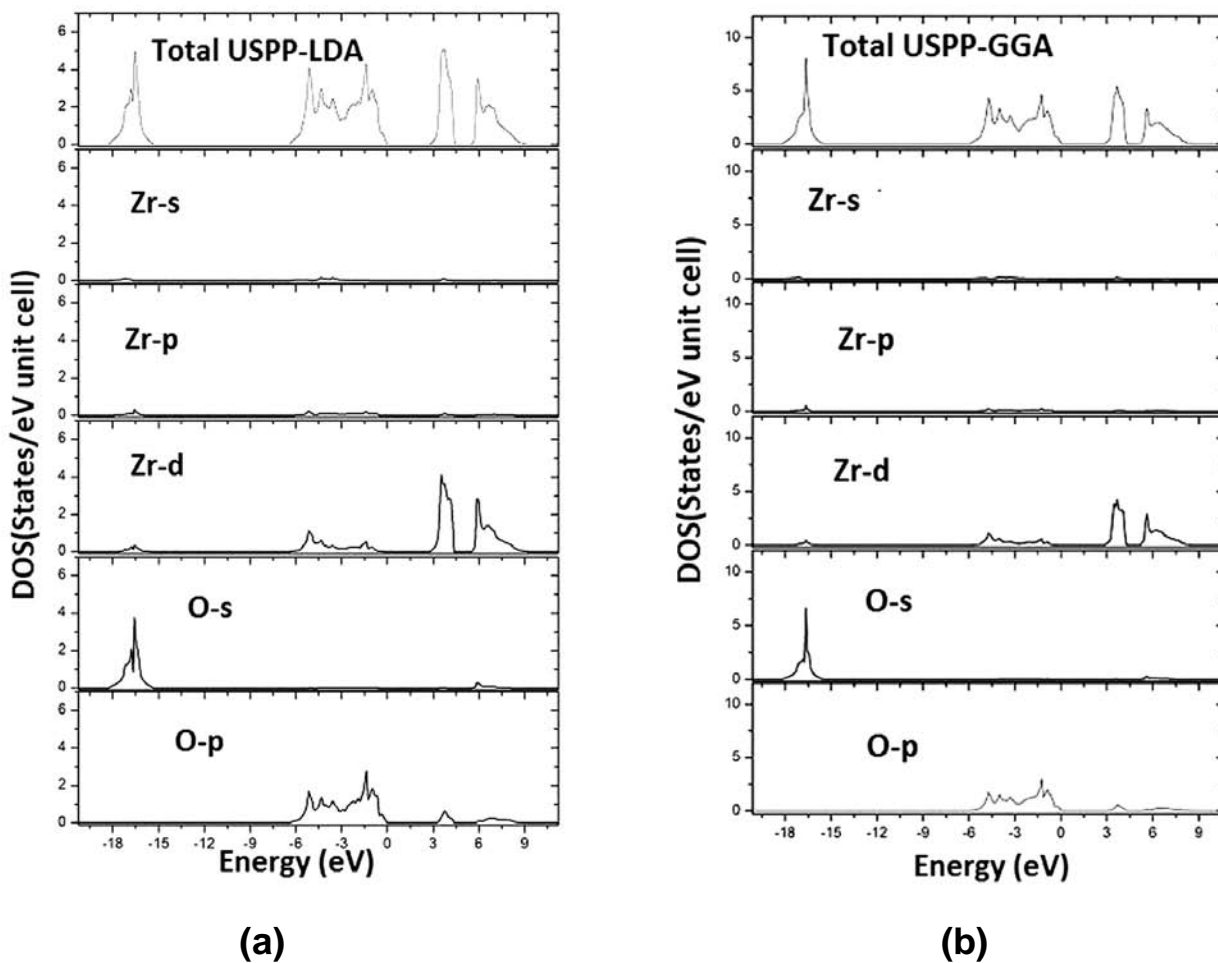 Total USPP-LDA
6
4
2
0
Zr-s
6
4
2
0
Zr-p
6
4
2
0
Zr-d
6
4
2
0
O-s
6
4
2
0
O-p
6
4
2
0
-18 -15 -12 -9 -6 -3 0 3 6 9
Energy (eV)
DOS(States/eV unit cell)
(a)
Total USPP-GGA
10
5
0
Zr-s
10
5
0
Zr-p
10
5
0
Zr-d
10
5
0
O-s
10
5
0
O-p
10
5
0
-18 -15 -12 -9 -6 -3 0 3 6 9
Energy (eV)
DOS(States/eV unit cell)
(b)